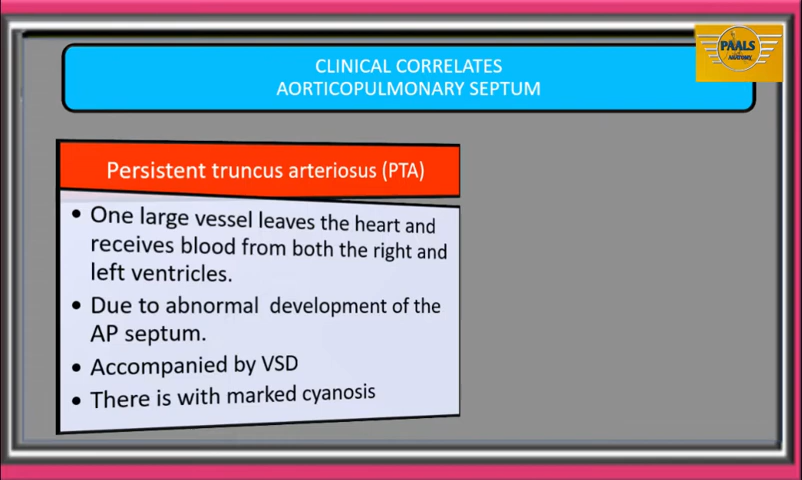 PAALS
ANATOMY
CLINICAL CORRELATES
AORTICOPULMONARY SEPTUM
Persistent truncus arteriosus (PTA)
• One large vessel leaves the heart and
receives blood from both the right and
left ventricles.
• Due to abnormal development of the
AP septum.
• Accompanied by VSD
• There is with marked cyanosis